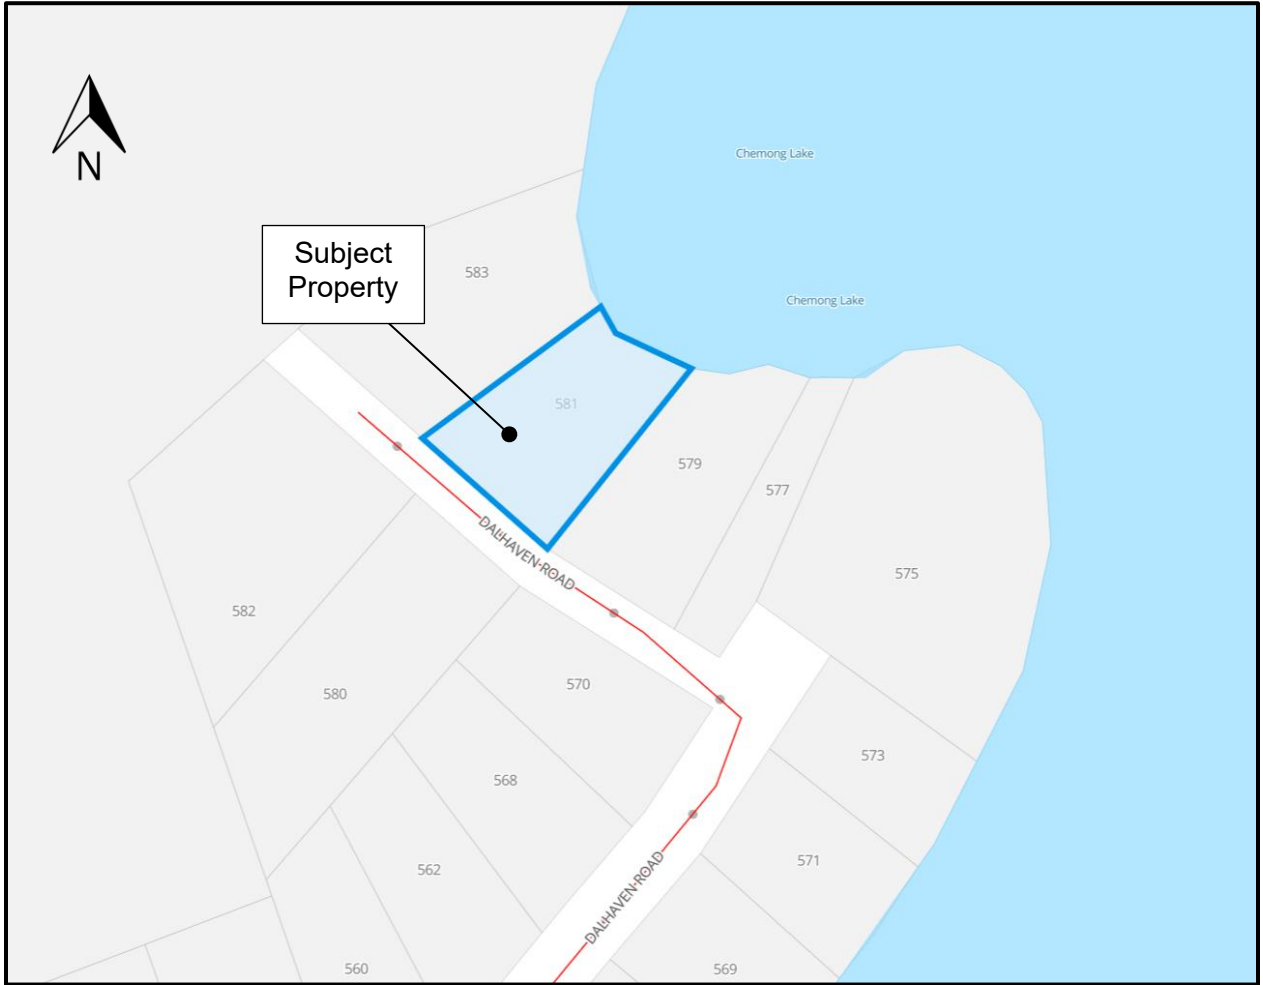 N
Chemong Lake
Subject
Property
583
Chemong Lake
581
579
577
DALHAVEN ROAD
575
582
580
570
573
568
571
562
DALHAVEN ROAD
560
569